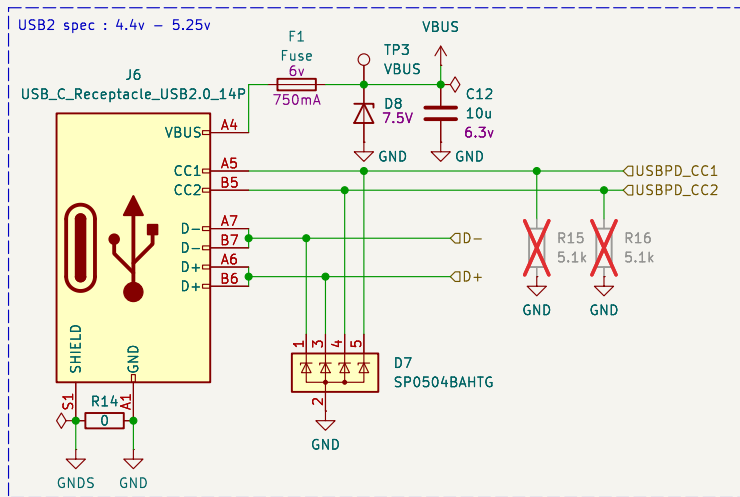 USB2 spec : 4.4v – 5.25v
VBUS
F1
Fuse
6v
750mA
TP3
VBUS
J6
USB_C_Receptacle_USB2.0_14P
D8
7.5V
C12
10u
6.3v
GND
GND
VBUS A4
CC1 A5
USBPD_CC1
CC2 B5
USBPD_CC2
D- A7
D- B7
D-
D+ A6
D+ B6
D+
R15
5.1k
R16
5.1k
GND
GND
SHIELD
GND
1
3
4
5
D7
SP0504BAHTG
2
GND
S1
R14
0
A1
GNDS
GND